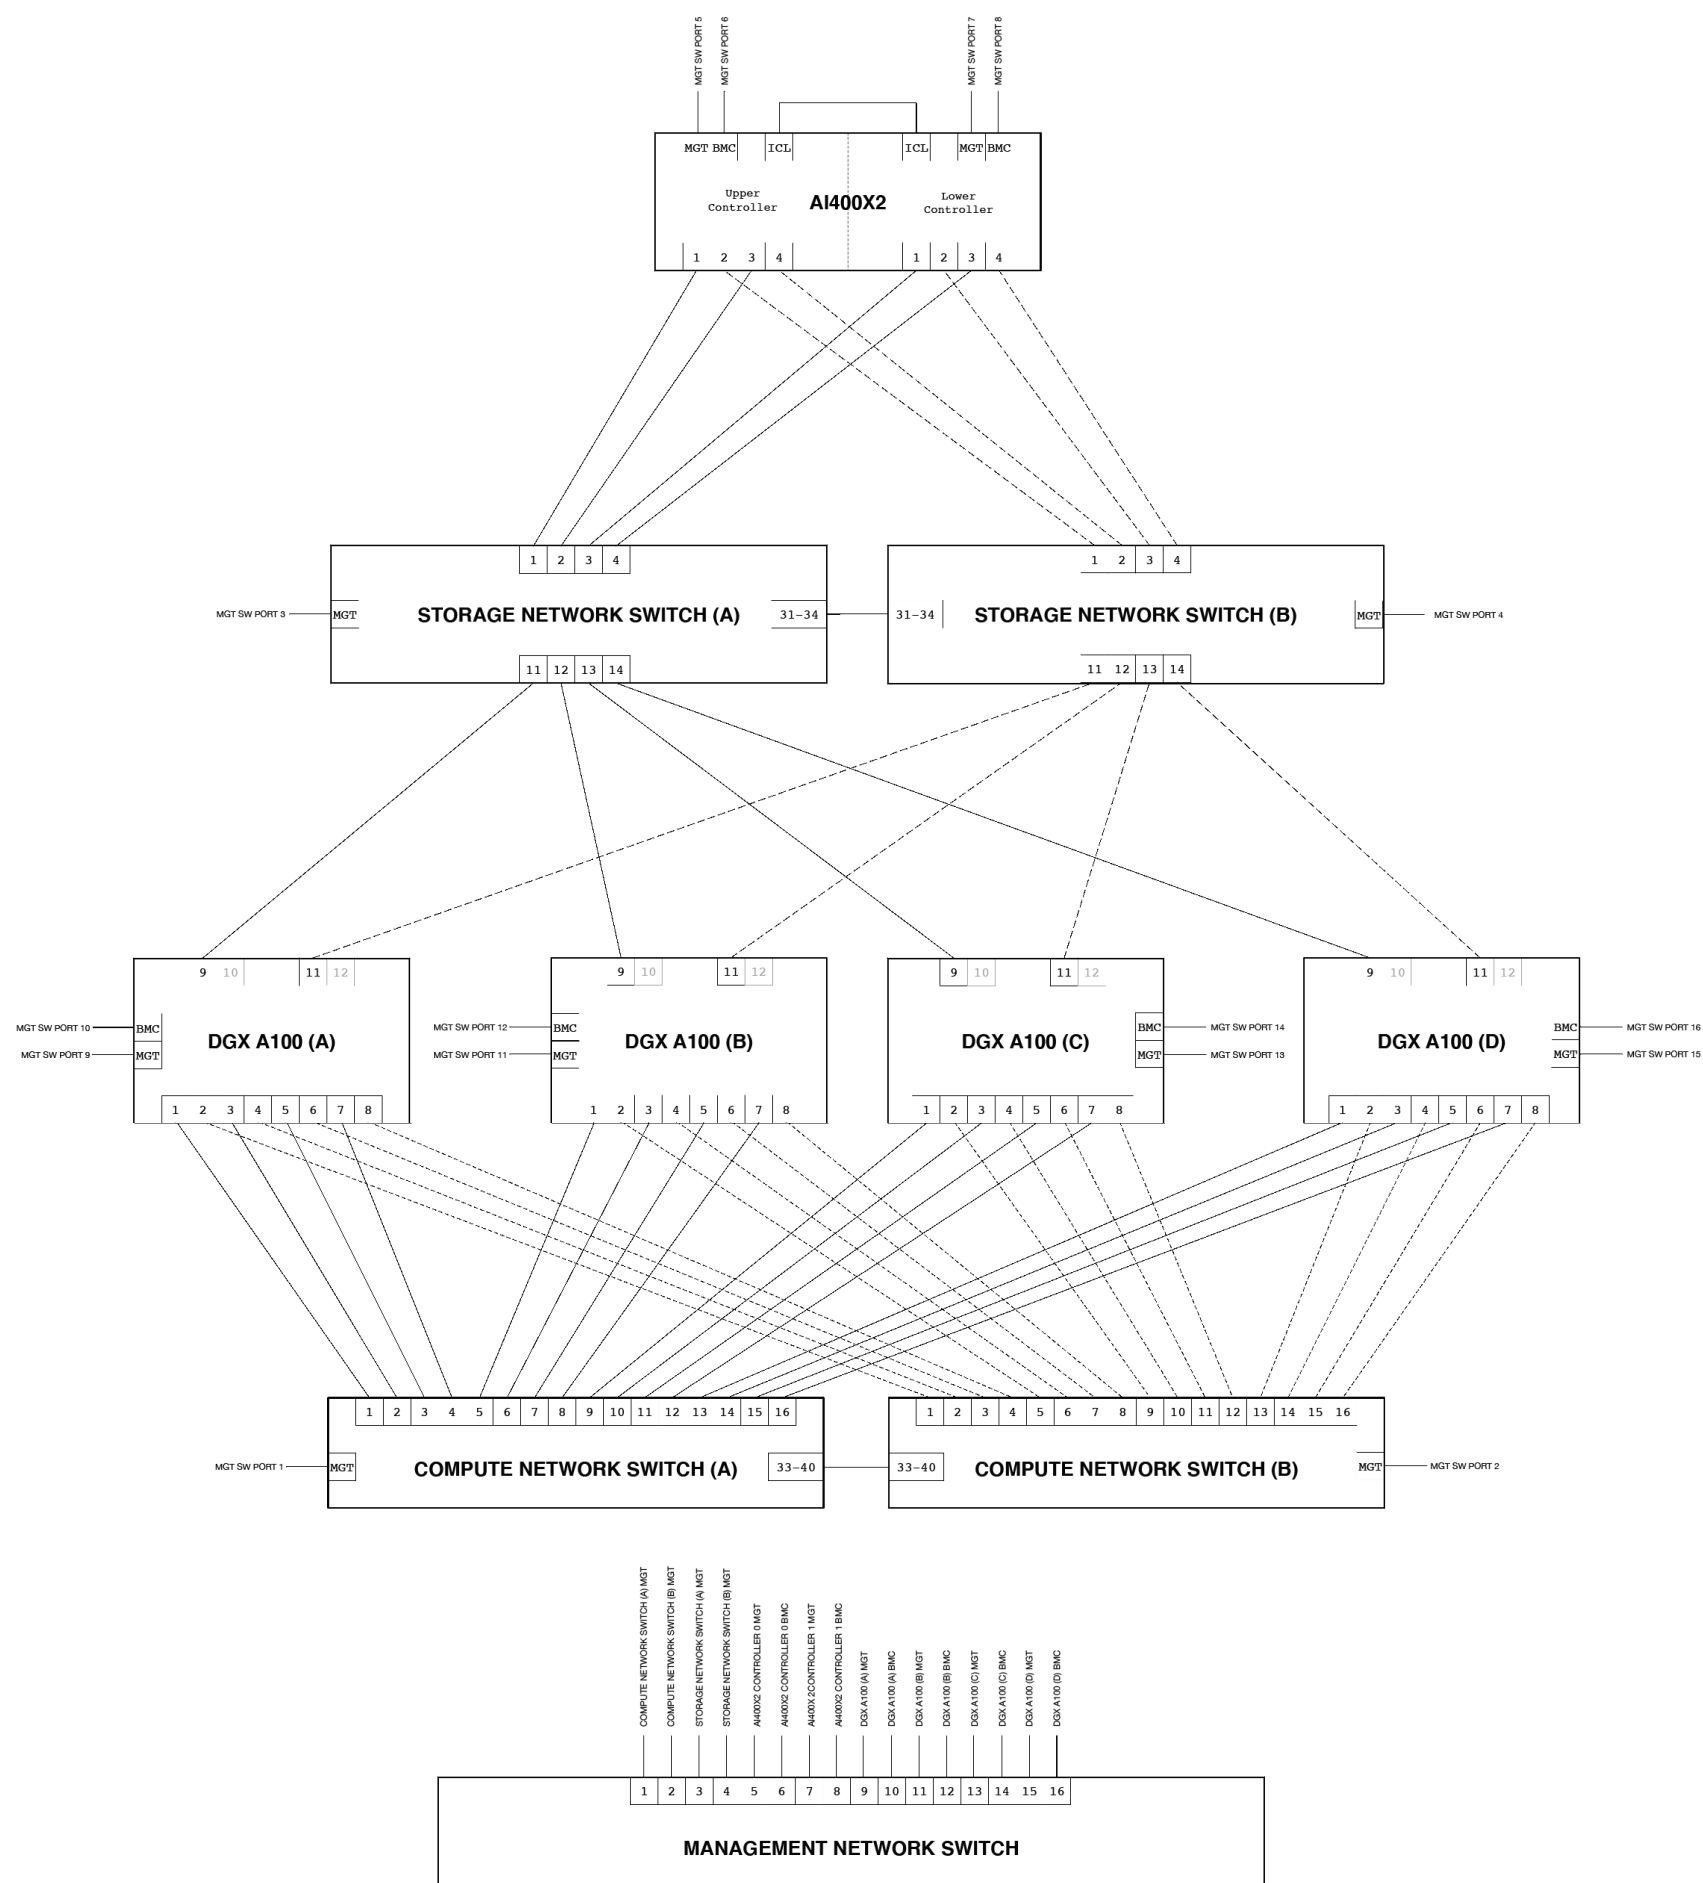 MGT SW PORT 5
MGT SW PORT 6
MGT SW PORT 7
MGT SW PORT 8
MGT BMC ICL ICL MGT BMC
Upper Controller
AI400X2
Lower Controller
1 2 3 4 1 2 3 4
1 2 3 4 1 2 3 4
MGT SW PORT 3 MGT STORAGE NETWORK SWITCH (A) 31-34 31-34 STORAGE NETWORK SWITCH (B) MGT MGT SW PORT 4
11 12 13 14 11 12 13 14
9 10 11 12 9 10 11 12 9 10 11 12 9 10 11 12
MGT SW PORT 10 BMC MGT SW PORT 12 BMC BMC MGT SW PORT 14 BMC MGT SW PORT 16
DGX A100 (A) DGX A100 (B) DGX A100 (C) DGX A100 (D)
MGT SW PORT 9 MGT MGT SW PORT 11 MGT MGT MGT SW PORT 13 MGT MGT SW PORT 15
1 2 3 4 5 6 7 8 1 2 3 4 5 6 7 8 1 2 3 4 5 6 7 8 1 2 3 4 5 6 7 8
1 2 3 4 5 6 7 8 9 10 11 12 13 14 15 16 1 2 3 4 5 6 7 8 9 10 11 12 13 14 15 16
MGT SW PORT 1 MGT COMPUTE NETWORK SWITCH (A) 33-40 33-40 COMPUTE NETWORK SWITCH (B) MGT MGT SW PORT 2
COMPUTE NETWORK SWITCH (A) MGT
COMPUTE NETWORK SWITCH (B) MGT
STORAGE NETWORK SWITCH (A) MGT
STORAGE NETWORK SWITCH (B) MGT
AI400X2 CONTROLLER 0 MGT
AI400X2 CONTROLLER 0 BMC
AI400X2CONTROLLER 1 MGT
AI400X2 CONTROLLER 1 BMC
DGX A100 (A) MGT
DGX A100 (A) BMC
DGX A100 (B) MGT
DGX A100 (B) BMC
DGX A100 (C) MGT
DGX A100 (C) BMC
DGX A100 (D) MGT
DGX A100 (D) BMC
1 2 3 4 5 6 7 8 9 10 11 12 13 14 15 16
MANAGEMENT NETWORK SWITCH